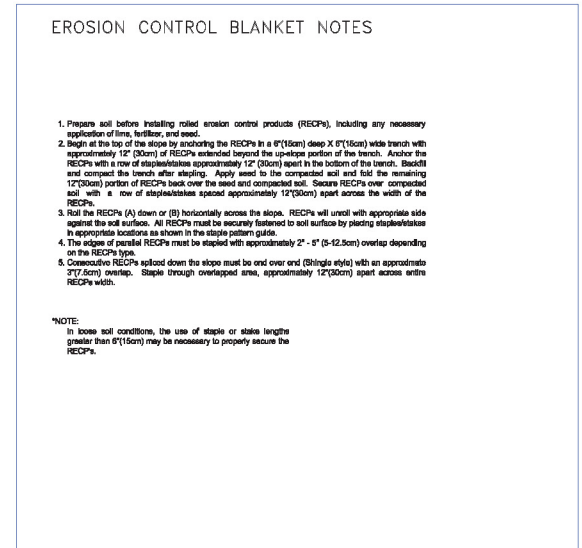 EROSION CONTROL BLANKET NOTES
1. Prepare soil before installing rolled erosion control products (RECPs), including any necessary
application of lime, fertilizer, and seed.
2. Begin at the top of the slope by anchoring the RECPs in a 6"(15cm) deep X 6"(15cm) wide trench with
approximately 12" (30cm) of RECPs extended beyond the up-slope portion of the trench. Anchor the
RECPs with a row of staples/stakes approximately 12" (30cm) apart in the bottom of the trench. Backfill
and compact the trench after stapling. Apply seed to the compacted soil and fold the remaining
12"(30cm) portion of RECPs back over the seed and compacted soil. Secure RECPs over compacted
soil with a row of staples/stakes spaced approximately 12"(30cm) apart across the width of the
RECPs.
3. Roll the RECPs (A) down or (B) horizontally across the slope. RECPs will unroll with appropriate side
against the soil surface. All RECPs must be securely fastened to soil surface by placing staples/stakes
in appropriate locations as shown in the staple pattern guide.
4. The edges of parallel RECPs must be stapled with approximately 2" - 5" (5-12.5cm) overlap depending
on the RECPs type.
5. Consecutive RECPs spliced down the slope must be end over end (Shingle style) with an approximate
3"(7.5cm) overlap. Staple through overlapped area, approximately 12"(30cm) apart across entire
RECPs width.
*NOTE:
In loose soil conditions, the use of staple or stake lengths
greater than 6"(15cm) may be necessary to properly secure the
RECP's.